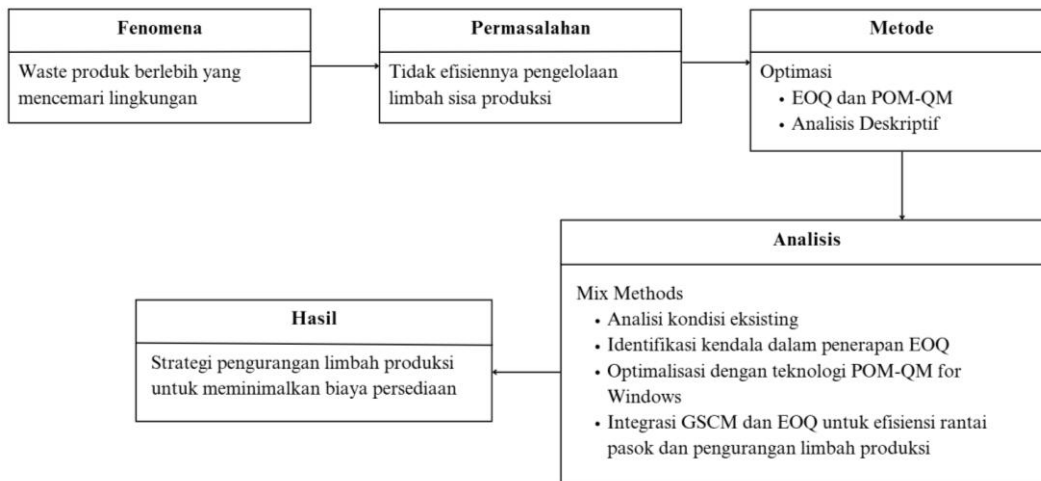 Fenomena
Waste produk berlebih yang
mencemari lingkungan
Permasalahan
Tidak efisiennya pengelolaan
limbah sisa produksi
Metode
Optimasi
• EOQ dan POM-QM
• Analisis Deskriptif
Analisis
Mix Methods
• Analisi kondisi eksisting
• Identifikasi kendala dalam penerapan EOQ
• Optimalisasi dengan teknologi POM-QM for
Windows
• Integrasi GSCM dan EOQ untuk efisiensi rantai
pasok dan pengurangan limbah produksi
Hasil
Strategi pengurangan limbah produksi
untuk meminimalkan biaya persediaan